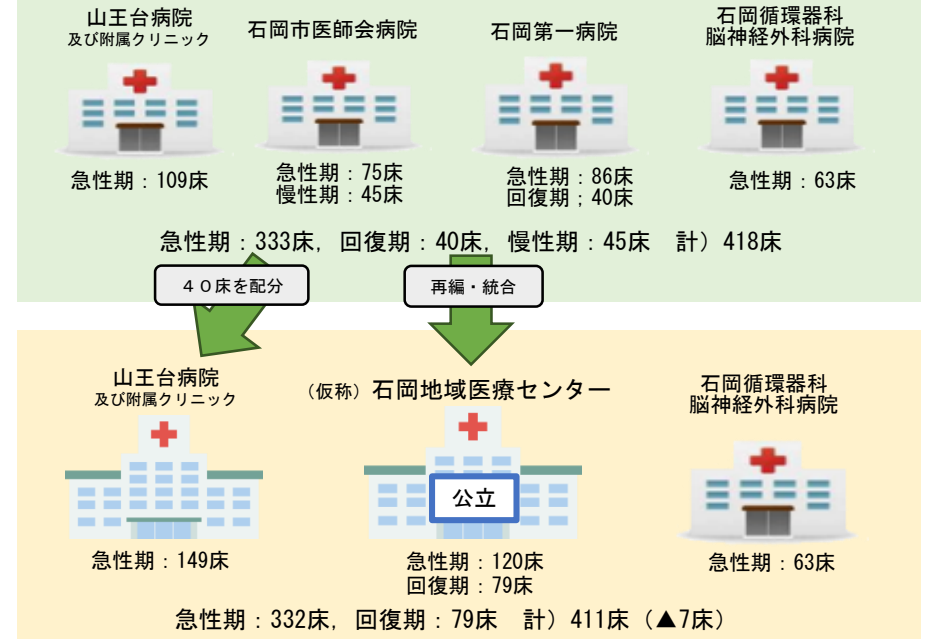 山王台病院
及び附属クリニック
石岡市医師会病院
石岡第一病院
石岡循環器科
脳神経外科病院
急性期：109床
急性期：75床
慢性期：45床
急性期：86床
回復期；40床
急性期：63床
急性期：333床, 回復期：40床, 慢性期：45床　計）418床
４０床を配分
再編・統合
山王台病院
及び附属クリニック
（仮称）石岡地域医療センター
石岡循環器科
脳神経外科病院
公立
急性期：149床
急性期：120床
回復期：79床
急性期：63床
急性期：332床, 回復期：79床　計）411床（▲7床）